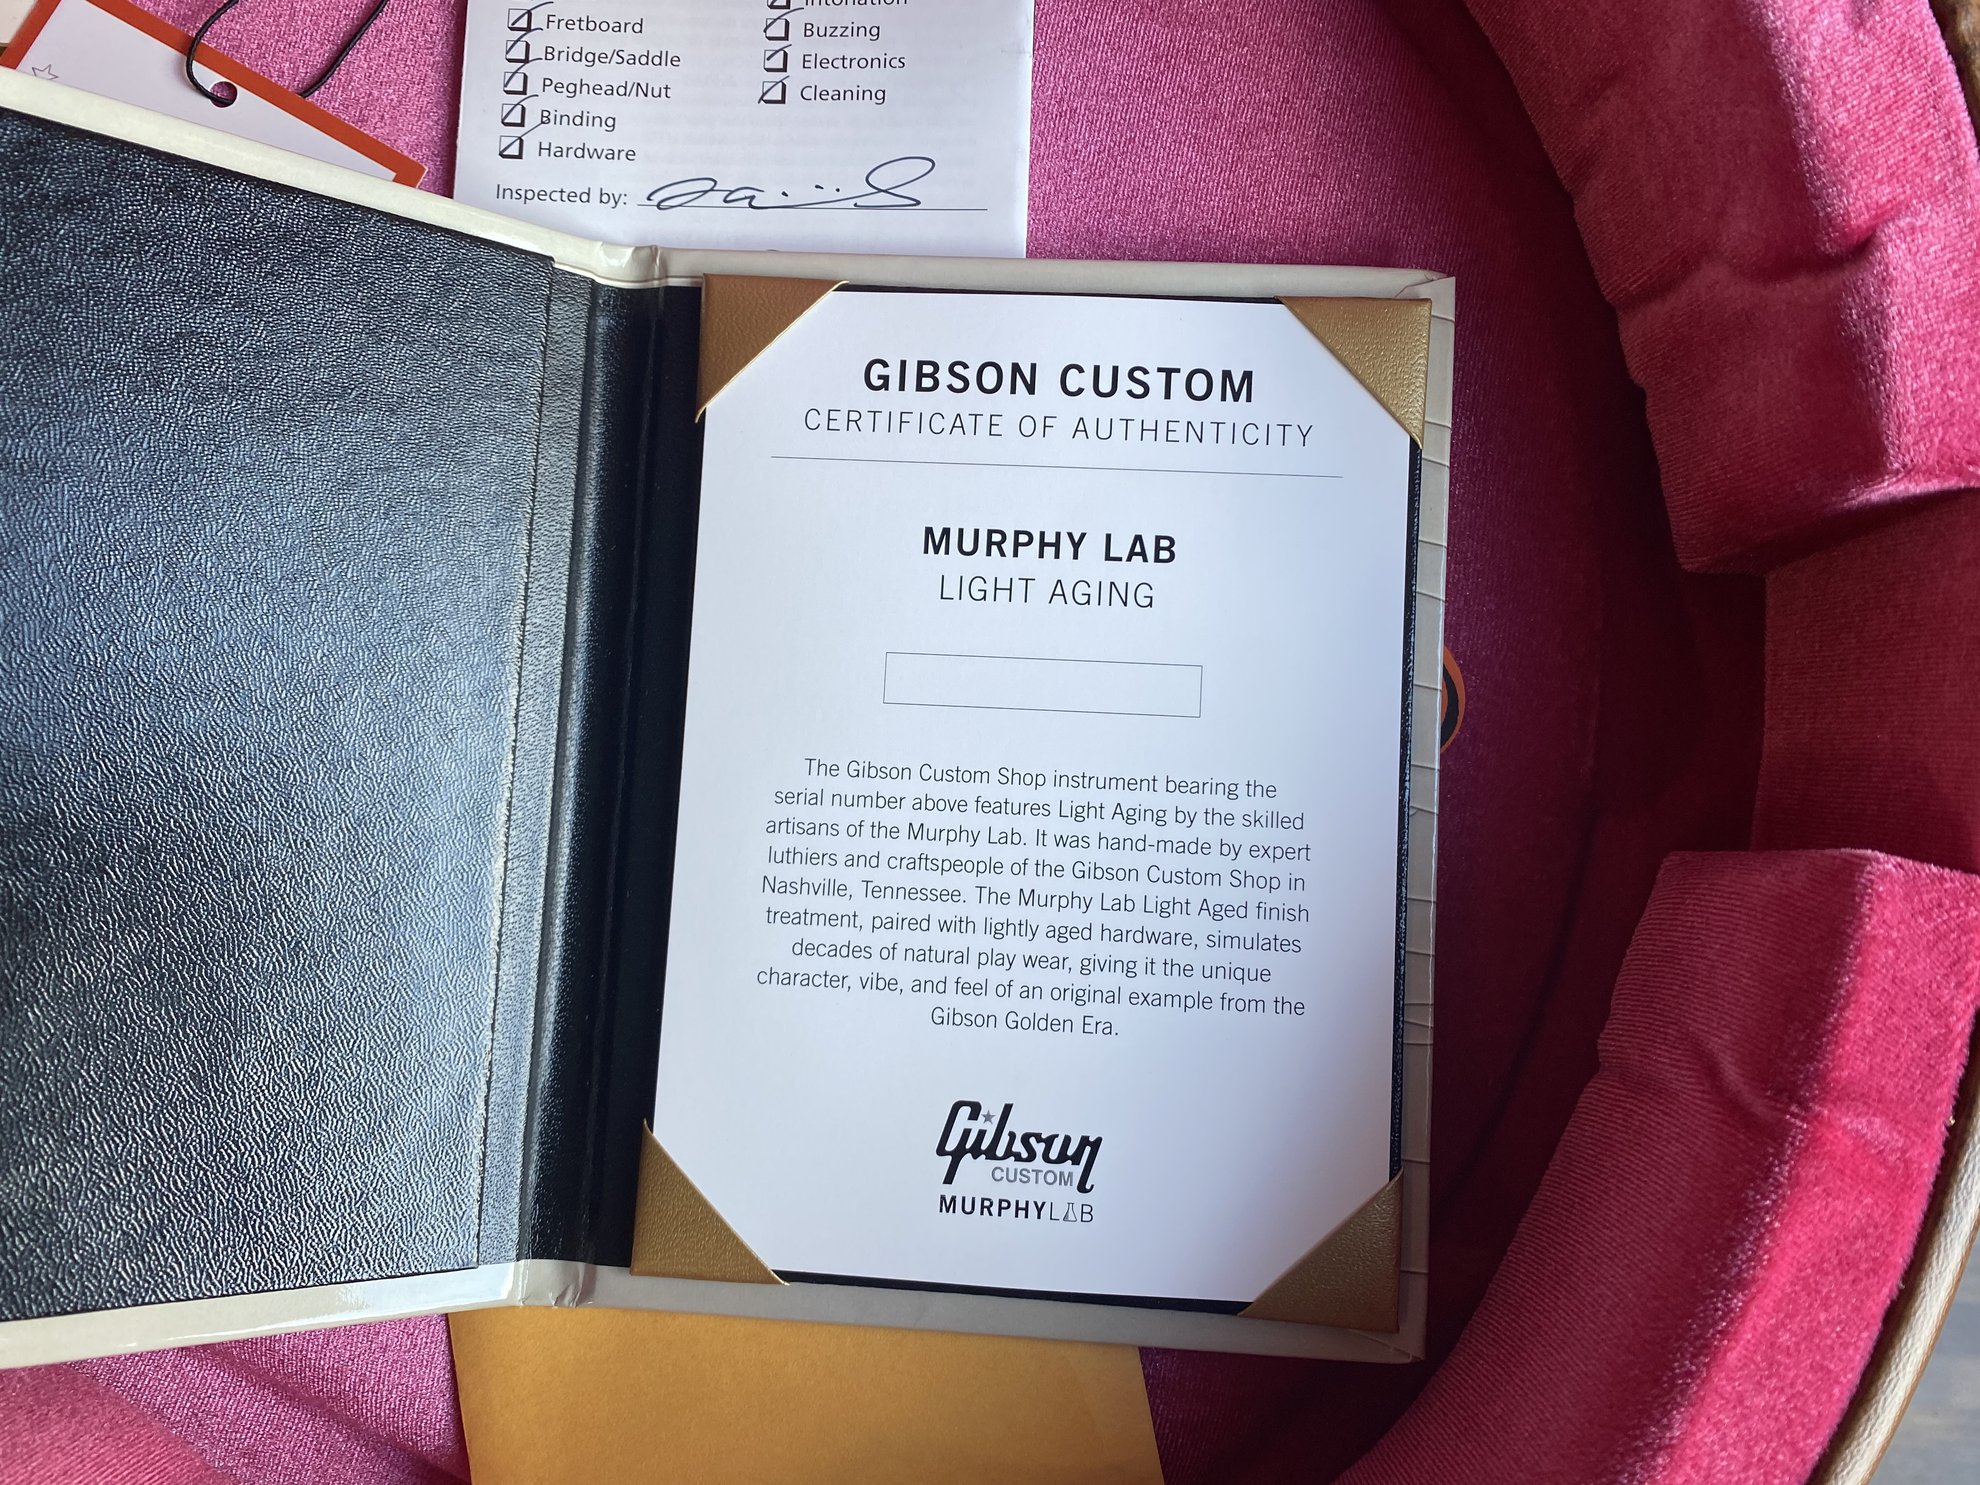 Fretboard
Bridge/Saddle
Peghead/Nut
Binding
Hardware
Intonation
Buzzing
Electronics
Cleaning
Inspected by:
GIBSON CUSTOM
CERTIFICATE OF AUTHENTICITY
MURPHY LAB
LIGHT AGING
The Gibson Custom Shop instrument bearing the
serial number above features Light Aging by the skilled
artisans of the Murphy Lab. It was hand-made by expert
luthiers and craftspeople of the Gibson Custom Shop in
Nashville, Tennessee. The Murphy Lab Light Aged finish
treatment, paired with lightly aged hardware, simulates
decades of natural play wear, giving it the unique
character, vibe, and feel of an original example from the
Gibson Golden Era.
Gibson
CUSTOM
MURPHYLAB